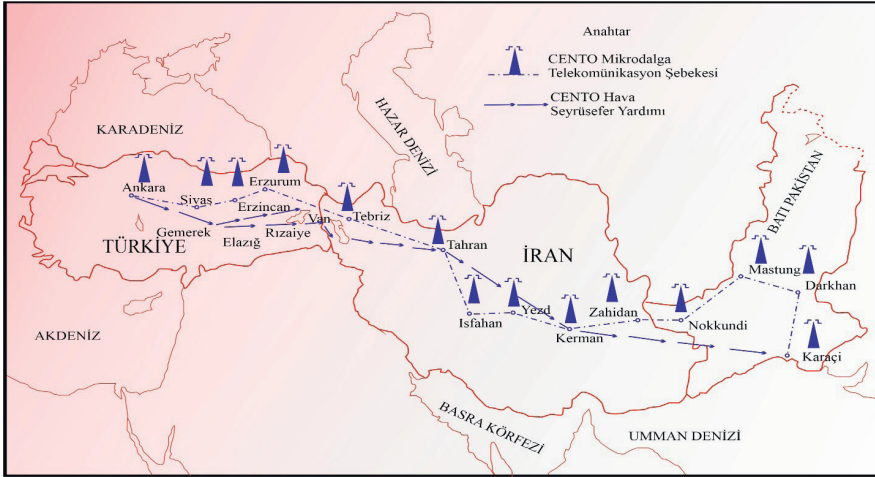 Anahtar
CENTO Mikrodalga
Telekomünikasyon Şebekesi
CENTO Hava
Seyrüsefer Yardımı
KARADENİZ
HAZAR DENİZİ
BATI PAKİSTAN
Ankara
Sivaş
Erzincan
Erzurum
Gemerek
Elazığ
Rızaiye
Van
Tebriz
TÜRKİYE
Tahran
İRAN
Isfahan
Yezd
Kerman
Zahidan
Nokkundi
Mastung
Darkhan
Karaçi
AKDENİZ
BASRA KÖRFEZİ
UMMAN DENİZİ